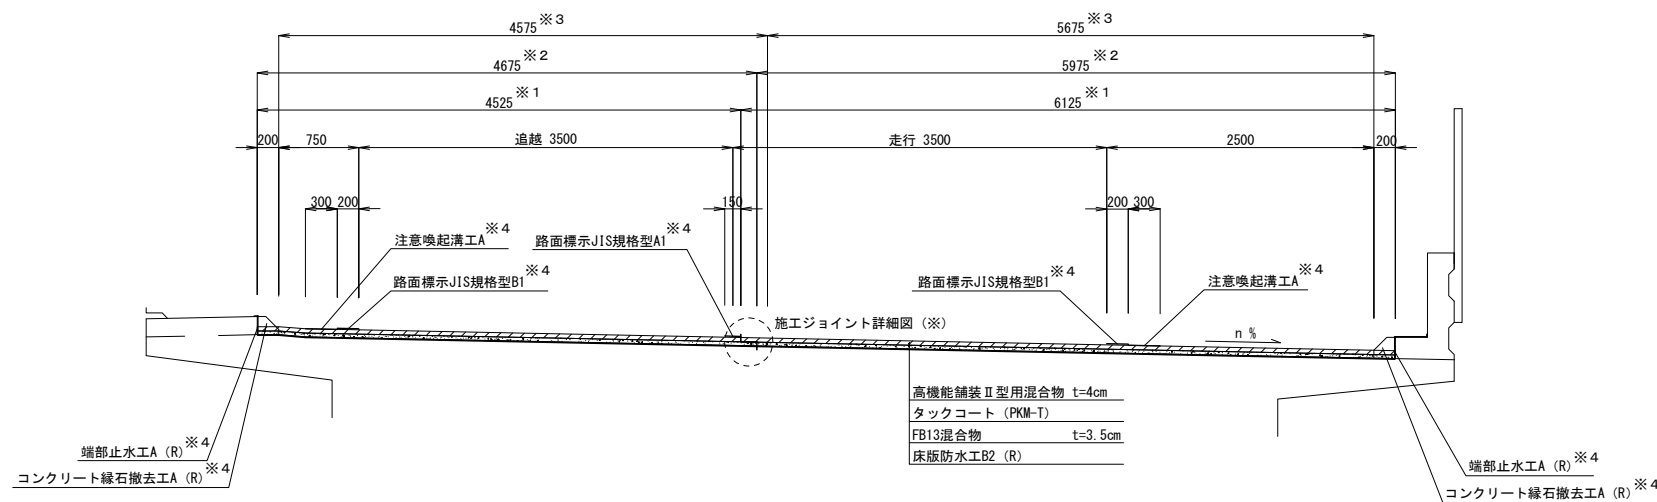 4575※3
5675※3
4675※2
5975※2
4525※1
6125※1
200
750
追越 3500
走行 3500
2500
200
300
200
150
200
300
注意喚起溝工A※4
路面標示JIS規格型A1※4
路面標示JIS規格型B1※4
路面標示JIS規格型B1※4
注意喚起溝工A※4
施工ジョイント詳細図（※）
n %
高機能舗装Ⅱ型用混合物 t=4cm
タックコート（PKM-T）
FB13混合物 t=3.5cm
床版防水工B2（R）
端部止水工A（R）※4
コンクリート縁石撤去工A（R）※4
端部止水工A（R）※4
コンクリート縁石撤去工A（R）※4